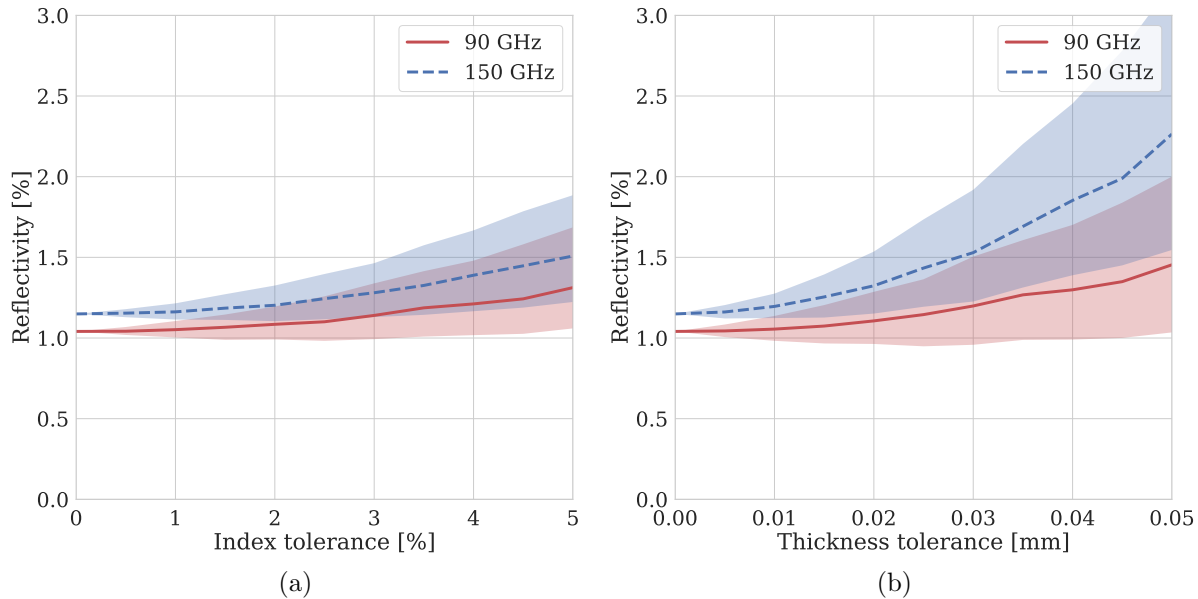 3.0
2.5
2.0
1.5
1.0
0.5
0.0
Reflectivity [%]
90 GHz
150 GHz
0 1 2 3 4 5
Index tolerance [%]
(a)
3.0
2.5
2.0
1.5
1.0
0.5
0.0
Reflectivity [%]
90 GHz
150 GHz
0.00 0.01 0.02 0.03 0.04 0.05
Thickness tolerance [mm]
(b)